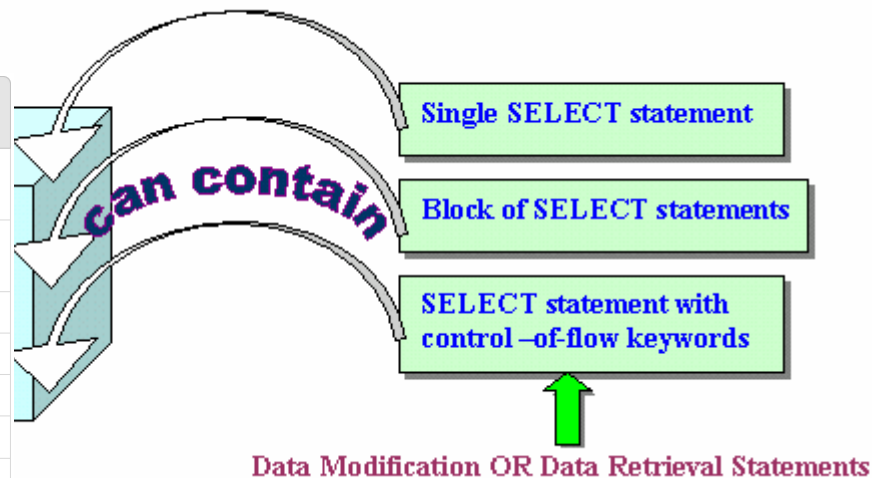 Single SELECT statement
can contain
Block of SELECT statements
SELECT statement with
control –of-flow keywords
Data Modification OR Data Retrieval Statements